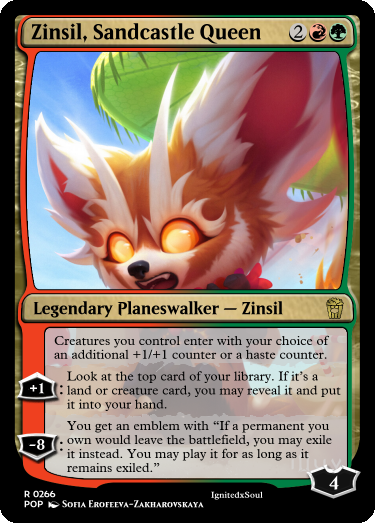 Zinsil, Sandcastle Queen 2
Legendary Planeswalker — Zinsil
Creatures you control enter with your choice of
an additional +1/+1 counter or a haste counter.
+1: Look at the top card of your library. If it's a
land or creature card, you may reveal it and put
it into your hand.
-8: You get an emblem with “If a permanent you
own would leave the battlefield, you may exile
it instead. You may play it for as long as it
remains exiled.”
4
R 0266
IgnitedxSoul
POP Sofia Erofeeva-Zakharovskaya